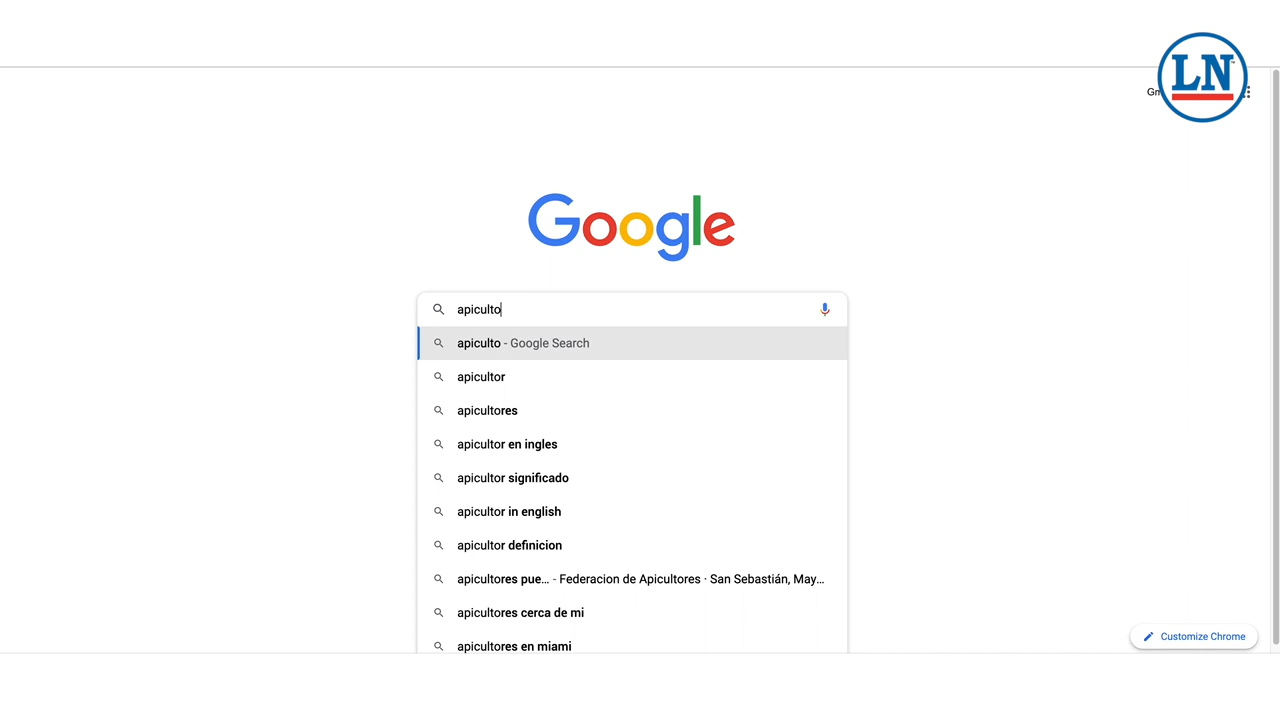 LN
Gm
Google
apiculto
apiculto - Google Search
apicultor
apicultores
apicultor en ingles
apicultor significado
apicultor in english
apicultor definicion
apicultores pue... - Federacion de Apicultores · San Sebastián, May...
apicultores cerca de mi
apicultores en miami
Customize Chrome